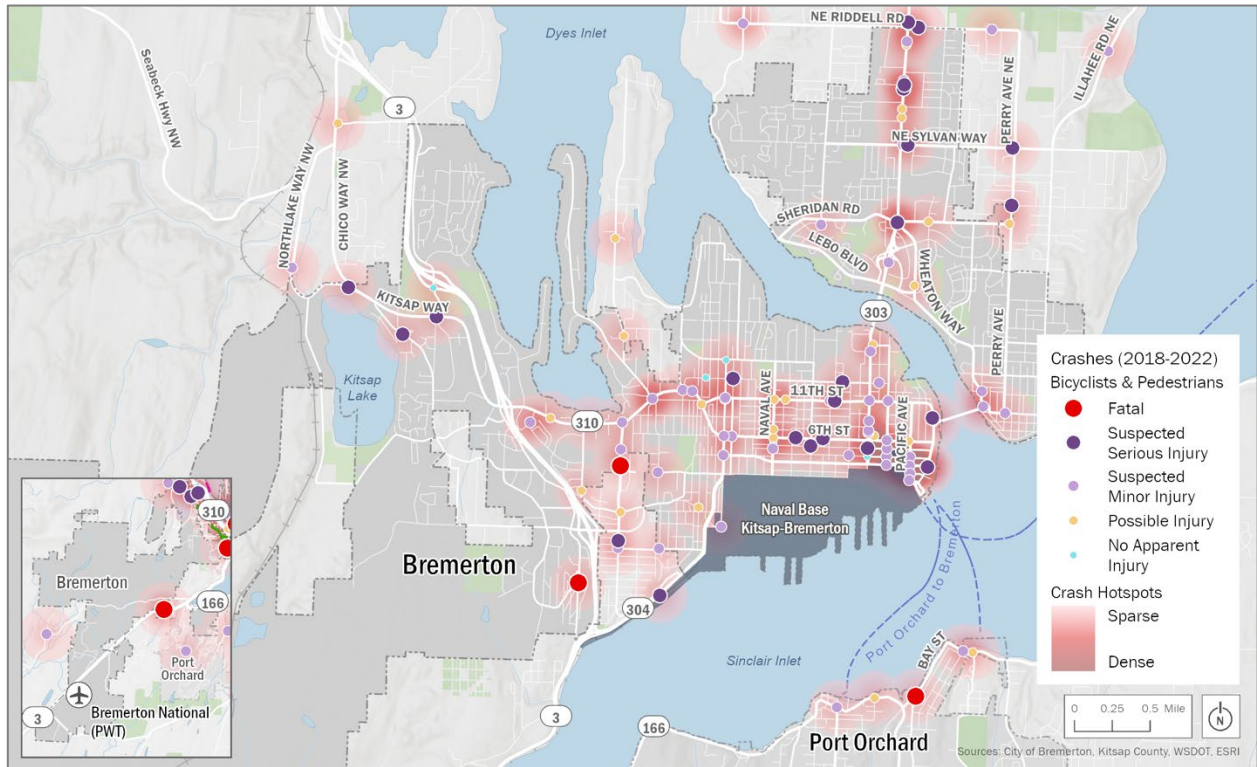 NE RIDDELL RD
Dyes Inlet
Seabeck Hwy NW
3
ILLAHEE RD NE
PERRY AVE NE
NE SYLVAN WAY
NORTHLAKE WAY NW
CHICO WAY NW
SHERIDAN RD
LEBO BLVD
WHEATON WAY
KITSAP WAY
303
PERRY AVE
Kitsap
Lake
NAVAL AVE
11TH ST
310
6TH ST
PACIFIC AVE
Naval Base
Kitsap-Bremerton
Bremerton
304
Port Orchard to Bremerton
Sinclair Inlet
BAY ST
3
166
Port Orchard
310
Bremerton
166
Port
Orchard
3
Bremerton National
(PWT)
Crashes (2018-2022)
Bicyclists & Pedestrians
Fatal
Suspected
Serious Injury
Suspected
Minor Injury
Possible Injury
No Apparent
Injury
Crash Hotspots
Sparse
Dense
0 0.25 0.5 Mile
N
Sources: City of Bremerton, Kitsap County, WSDOT, ESRI